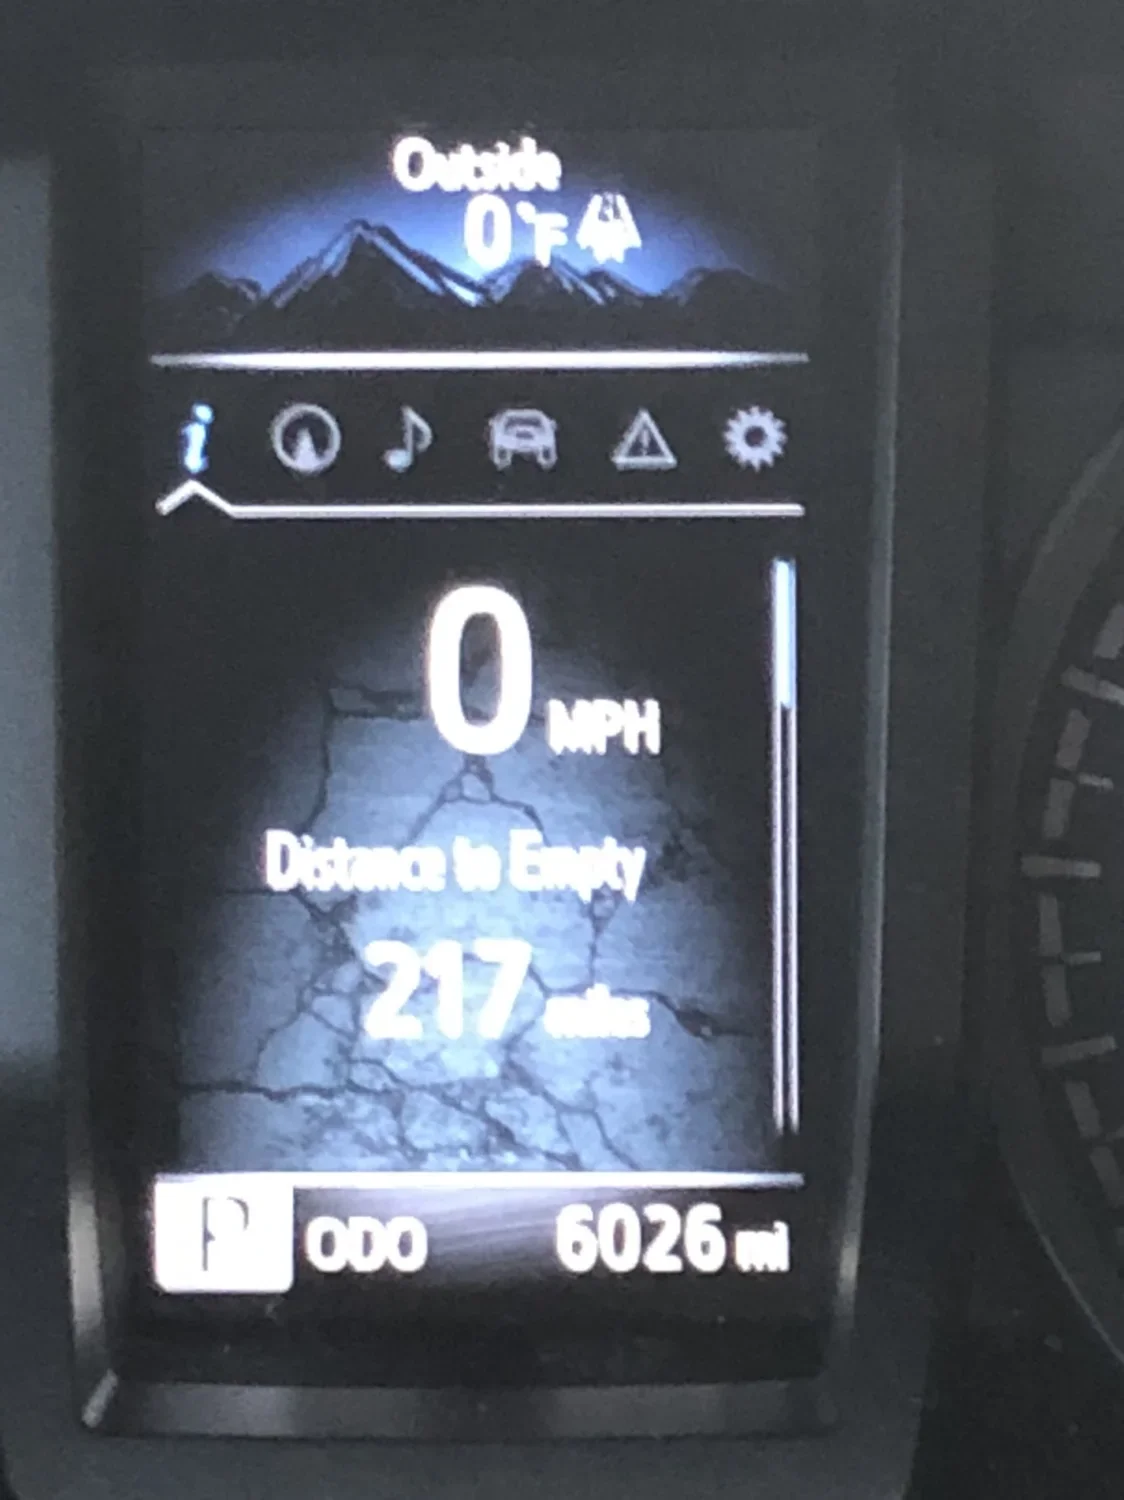 Outside
0°F
0 MPH
Distance to Empty
217 miles
P ODO 6026 mi